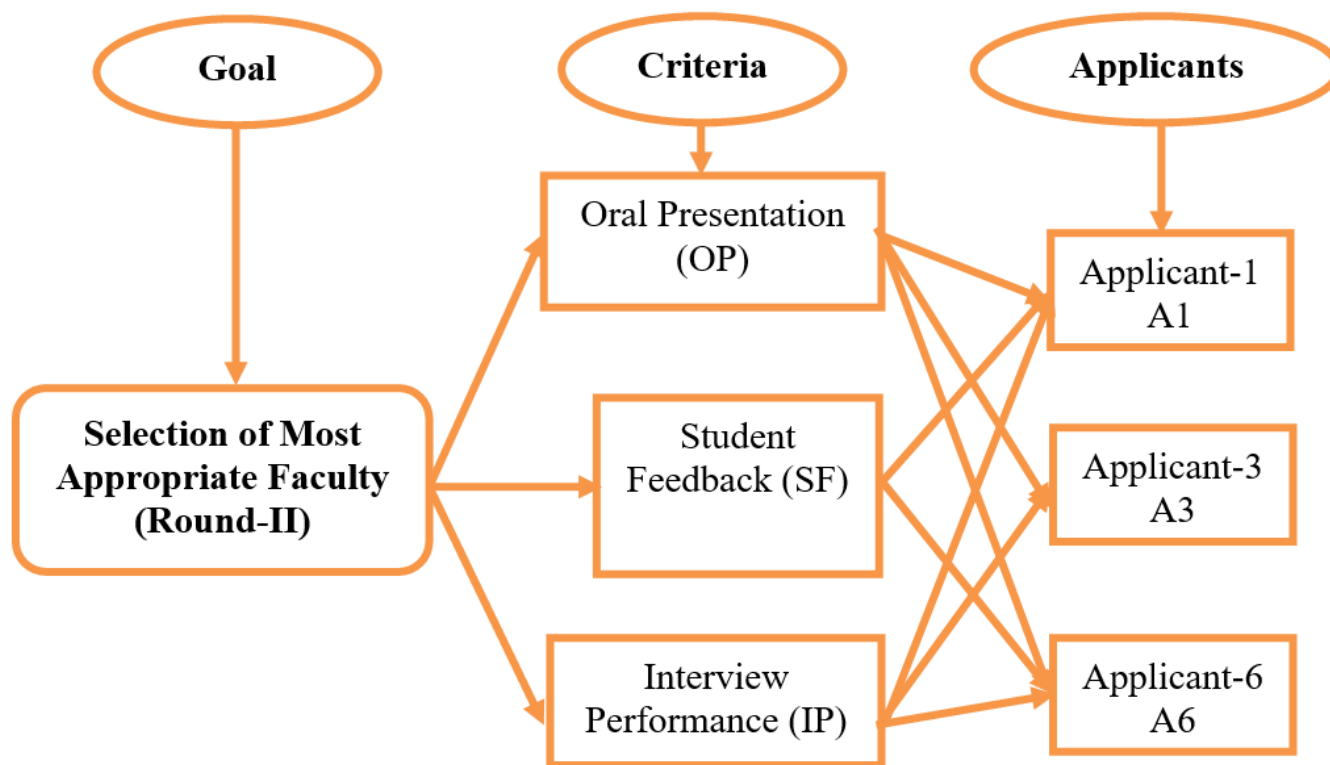 Goal
Criteria
Applicants
Oral Presentation
(OP)
Applicant-1
A1
Selection of Most
Appropriate Faculty
(Round-II)
Student
Feedback (SF)
Applicant-3
A3
Interview
Performance (IP)
Applicant-6
A6